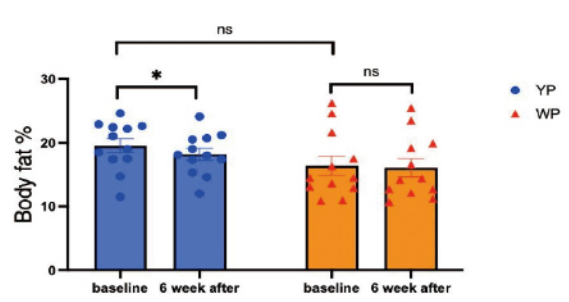 ns
*
ns
Body fat %
30
20
10
0
baseline 6 week after
baseline 6 week after
YP
WP